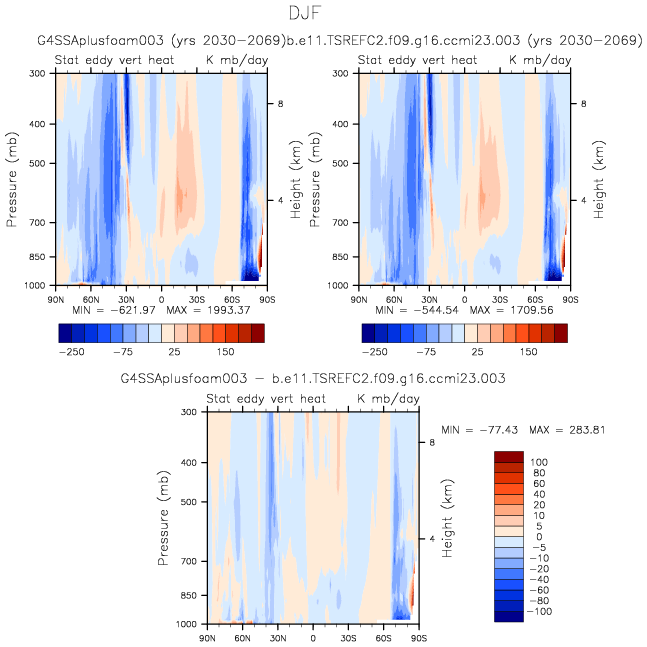 DJF
G4SSAplusfoam003 (yrs 2030-2069)b.e11.TSREFC2.f09.g16.ccmi23.003 (yrs 2030-2069)
Stat eddy vert heat K mb/day
300
400
500
700
850
1000
Pressure (mb)
8
4
Height (km)
90N 60N 30N 0 30S 60S 90S
MIN = -621.97 MAX = 1993.37
-250 -75 25 150
Stat eddy vert heat K mb/day
300
400
500
700
850
1000
Pressure (mb)
8
4
Height (km)
90N 60N 30N 0 30S 60S 90S
MIN = -544.54 MAX = 1709.56
-250 -75 25 150
G4SSAplusfoam003 - b.e11.TSREFC2.f09.g16.ccmi23.003
Stat eddy vert heat K mb/day
300
400
500
700
850
1000
Pressure (mb)
8
4
Height (km)
90N 60N 30N 0 30S 60S 90S
MIN = -77.43 MAX = 283.81
100
80
60
40
20
10
5
0
-5
-10
-20
-40
-60
-80
-100